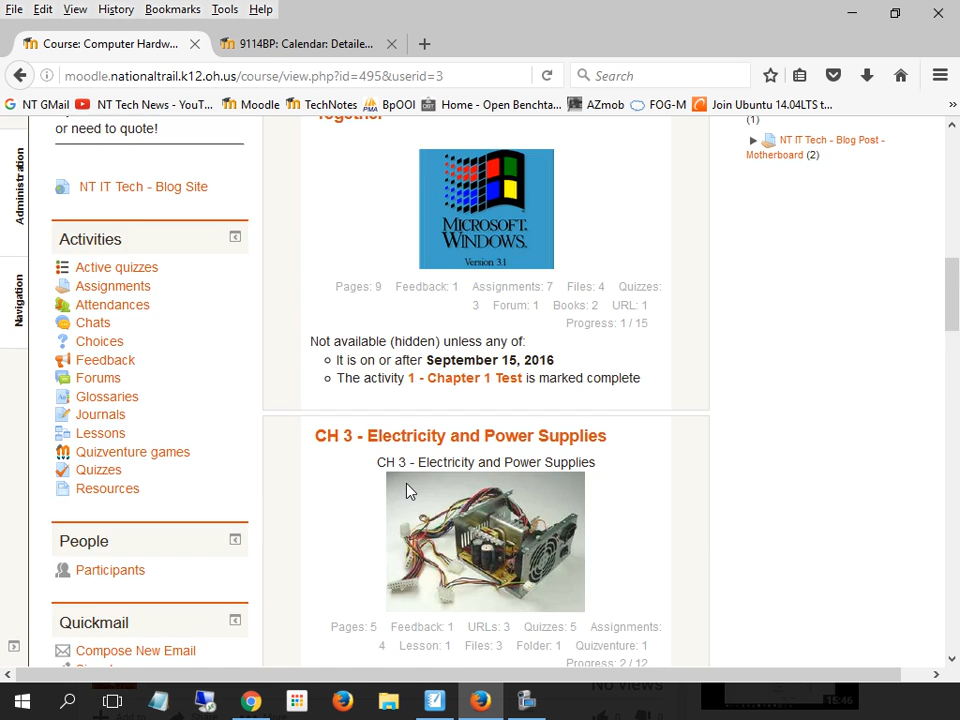 File Edit View History Bookmarks Tools Help
Course: Computer Hardw...
9114BP: Calendar: Detaile...
moodle.nationaltrail.k12.oh.us/course/view.php?id=495&userid=3
Search
NT GMail NT Tech News - YouT... Moodle TechNotes BpOOI Home - Open Benchta... AZmob FOG-M Join Ubuntu 14.04LTS t... »
Administration
Navigation
or need to quote!
NT IT Tech - Blog Site
Activities
Active quizzes
Assignments
Attendances
Chats
Choices
Feedback
Forums
Glossaries
Journals
Lessons
Quizventure games
Quizzes
Resources
People
Participants
Quickmail
Compose New Email
Together
MICROSOFT.
WINDOWS.
Version 3.1
Pages: 9 Feedback: 1 Assignments: 7 Files: 4 Quizzes:
3 Forum: 1 Books: 2 URL: 1
Progress: 1 / 15
Not available (hidden) unless any of:
It is on or after September 15, 2016
The activity 1 - Chapter 1 Test is marked complete
CH 3 - Electricity and Power Supplies
CH 3 - Electricity and Power Supplies
Pages: 5 Feedback: 1 URLs: 3 Quizzes: 5 Assignments:
4 Lesson: 1 Files: 3 Folder: 1 Quizventure: 1
Progress: 2 / 12
(1)
NT IT Tech - Blog Post -
Motherboard (2)
No views
15:46